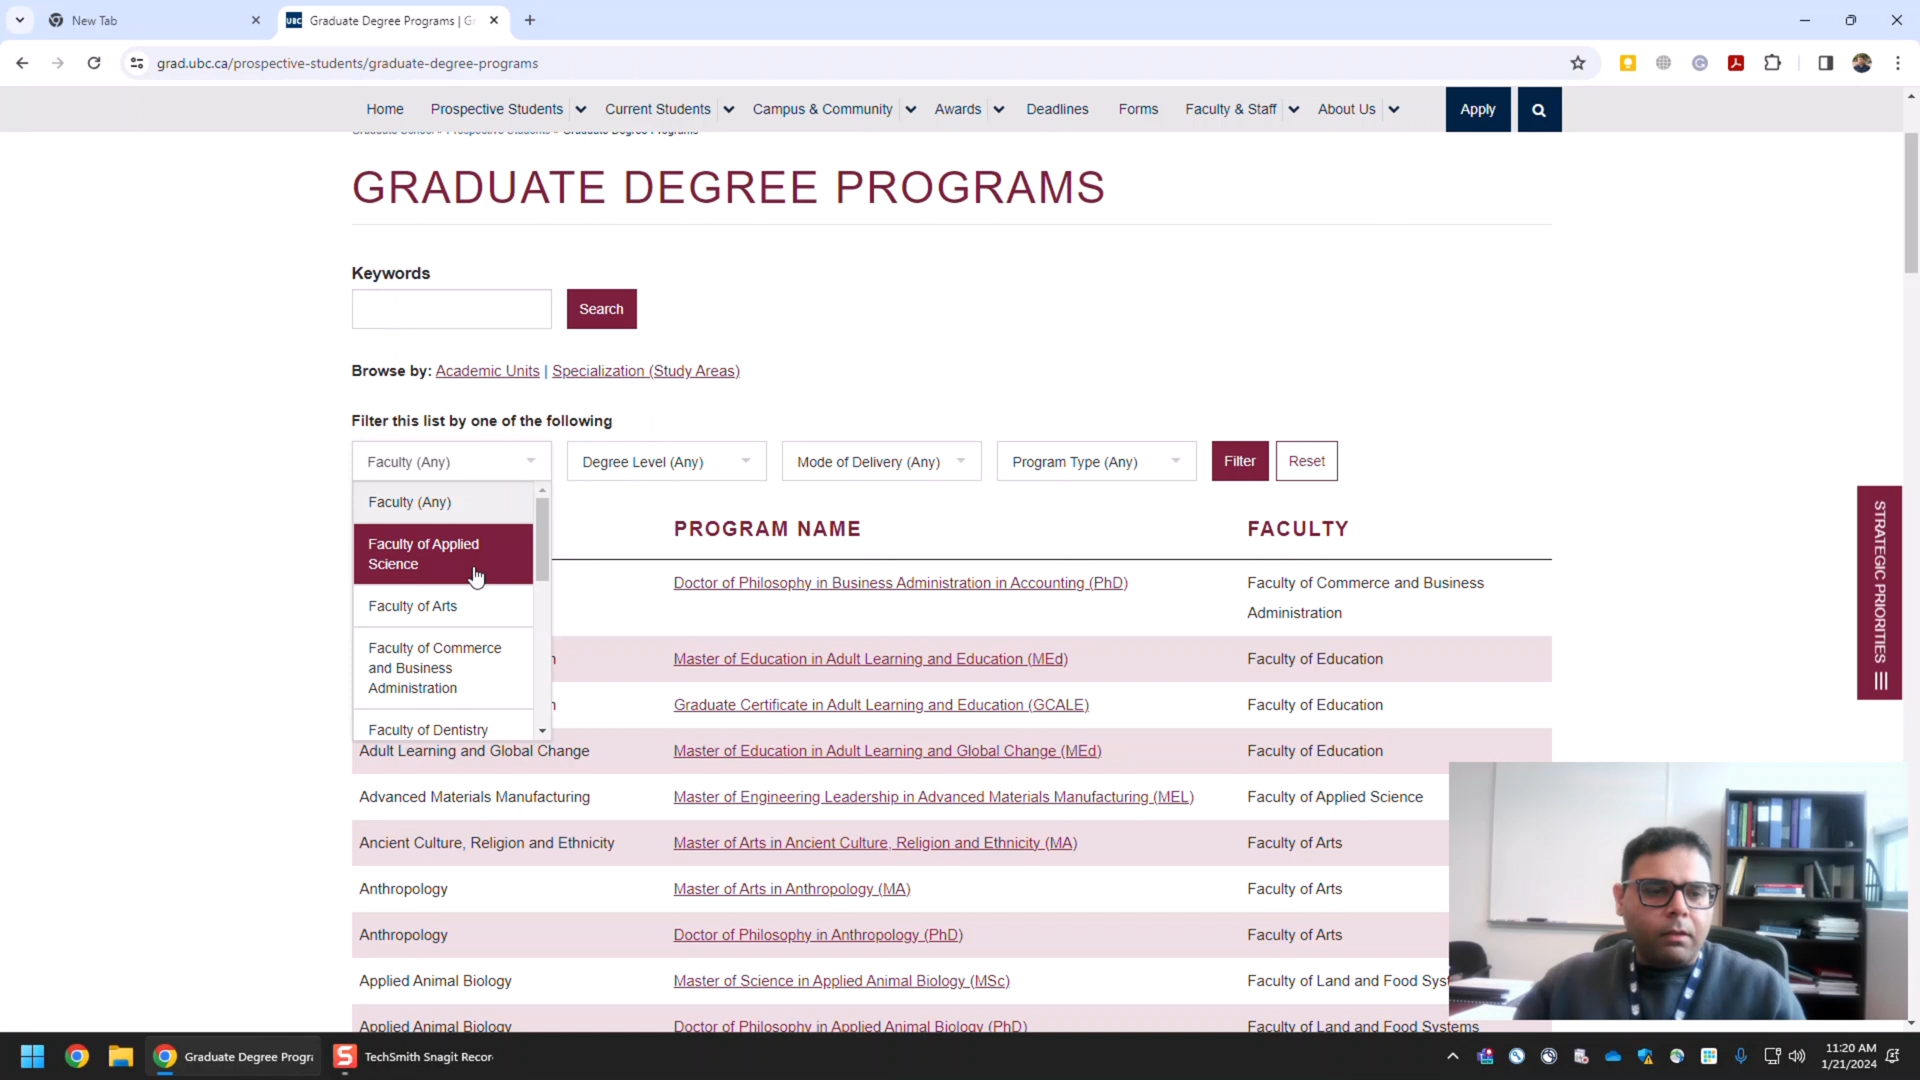 New Tab
Graduate Degree Programs | G
grad.ubc.ca/prospective-students/graduate-degree-programs
Home Prospective Students Current Students Campus & Community Awards Deadlines Forms Faculty & Staff About Us Apply
Graduate School » Prospective Students » Graduate Degree Programs
GRADUATE DEGREE PROGRAMS
Keywords
Search
Browse by: Academic Units | Specialization (Study Areas)
Filter this list by one of the following
Faculty (Any) Degree Level (Any) Mode of Delivery (Any) Program Type (Any) Filter Reset
Faculty (Any)
Faculty of Applied
Science
Faculty of Arts
Faculty of Commerce
and Business
Administration
Faculty of Dentistry
PROGRAM NAME FACULTY
Doctor of Philosophy in Business Administration in Accounting (PhD) Faculty of Commerce and Business
Administration
Master of Education in Adult Learning and Education (MEd) Faculty of Education
Graduate Certificate in Adult Learning and Education (GCALE) Faculty of Education
Adult Learning and Global Change Master of Education in Adult Learning and Global Change (MEd) Faculty of Education
Advanced Materials Manufacturing Master of Engineering Leadership in Advanced Materials Manufacturing (MEL) Faculty of Applied Science
Ancient Culture, Religion and Ethnicity Master of Arts in Ancient Culture, Religion and Ethnicity (MA) Faculty of Arts
Anthropology Master of Arts in Anthropology (MA) Faculty of Arts
Anthropology Doctor of Philosophy in Anthropology (PhD) Faculty of Arts
Applied Animal Biology Master of Science in Applied Animal Biology (MSc) Faculty of Land and Food Syst
Applied Animal Biology Doctor of Philosophy in Applied Animal Biology (PhD) Faculty of Land and Food Systems
STRATEGIC PRIORITIES
Graduate Degree Progra
TechSmith Snagit Recor
11:20 AM
1/21/2024